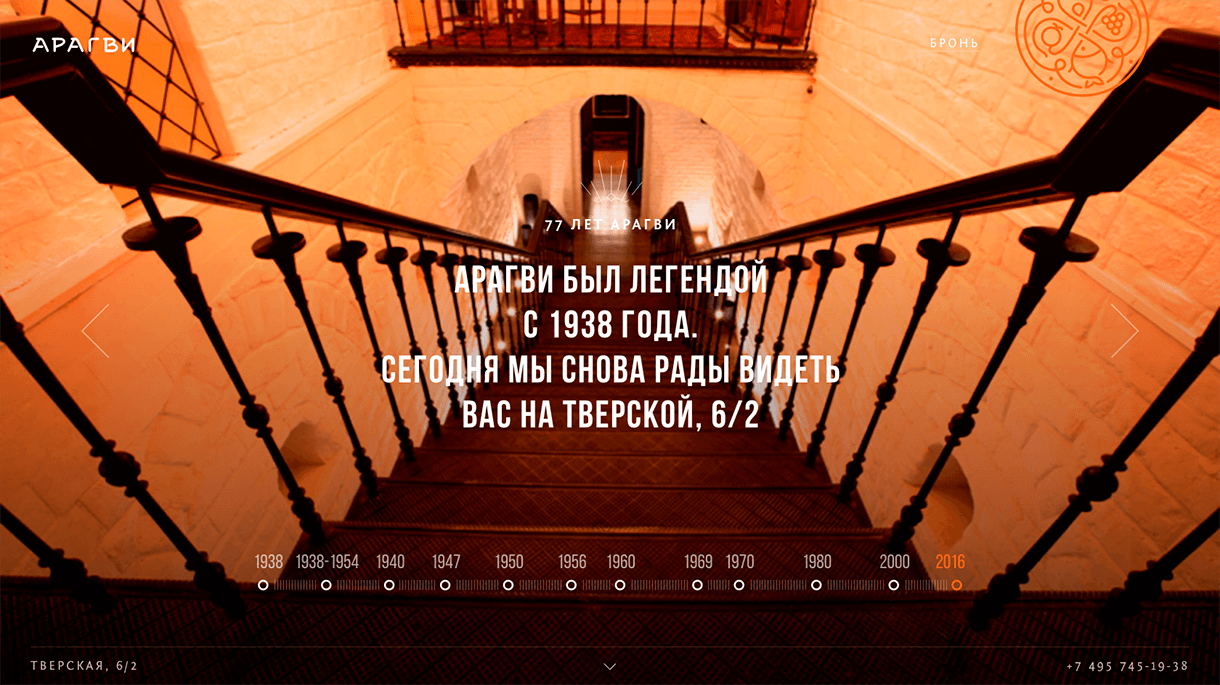 АРАГВИ
БРОНЬ
77 ЛЕТ АРАГВИ
АРАГВИ БЫЛ ЛЕГЕНДОЙ
С 1938 ГОДА.
СЕГОДНЯ МЫ СНОВА РАДЫ ВИДЕТЬ
ВАС НА ТВЕРСКОЙ, 6/2
1938 1938-1954 1940 1947 1950 1956 1960 1969 1970 1980 2000 2016
ТВЕРСКАЯ, 6/2
+7 495 745-19-38